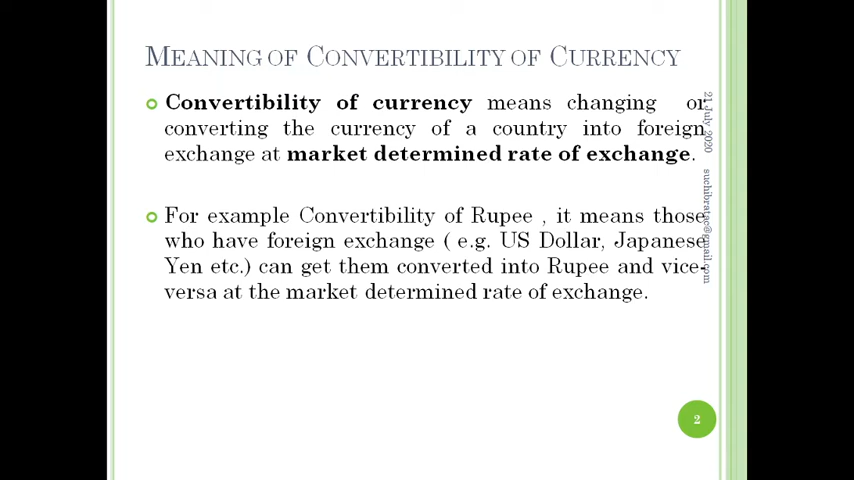 MEANING OF CONVERTIBILITY OF CURRENCY
Convertibility of currency means changing or
converting the currency of a country into foreign
exchange at market determined rate of exchange.
For example Convertibility of Rupee , it means those
who have foreign exchange ( e.g. US Dollar, Japanese
Yen etc.) can get them converted into Rupee and vice-
versa at the market determined rate of exchange.
21 July 2020 suchibratac@gmail.com
2